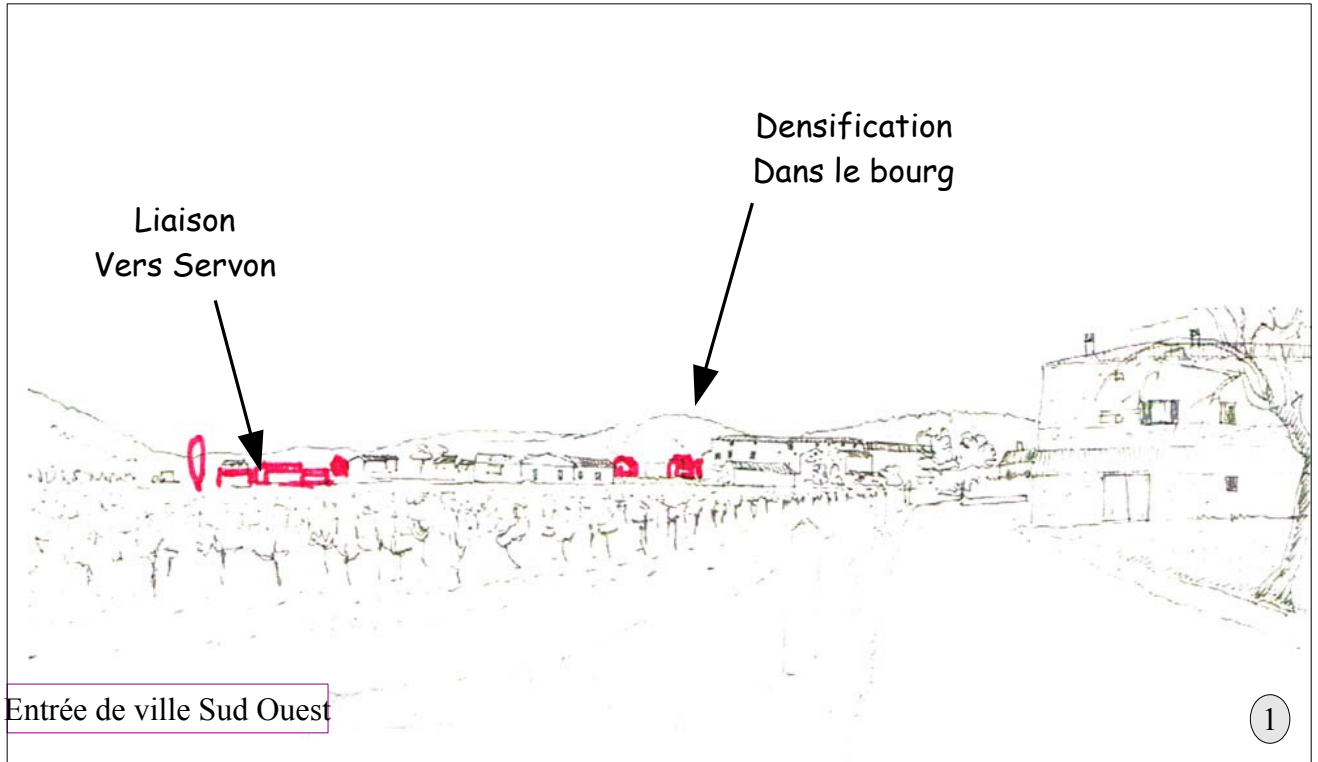 Densification
Dans le bourg
Liaison
Vers Servon
Entrée de ville Sud Ouest
1